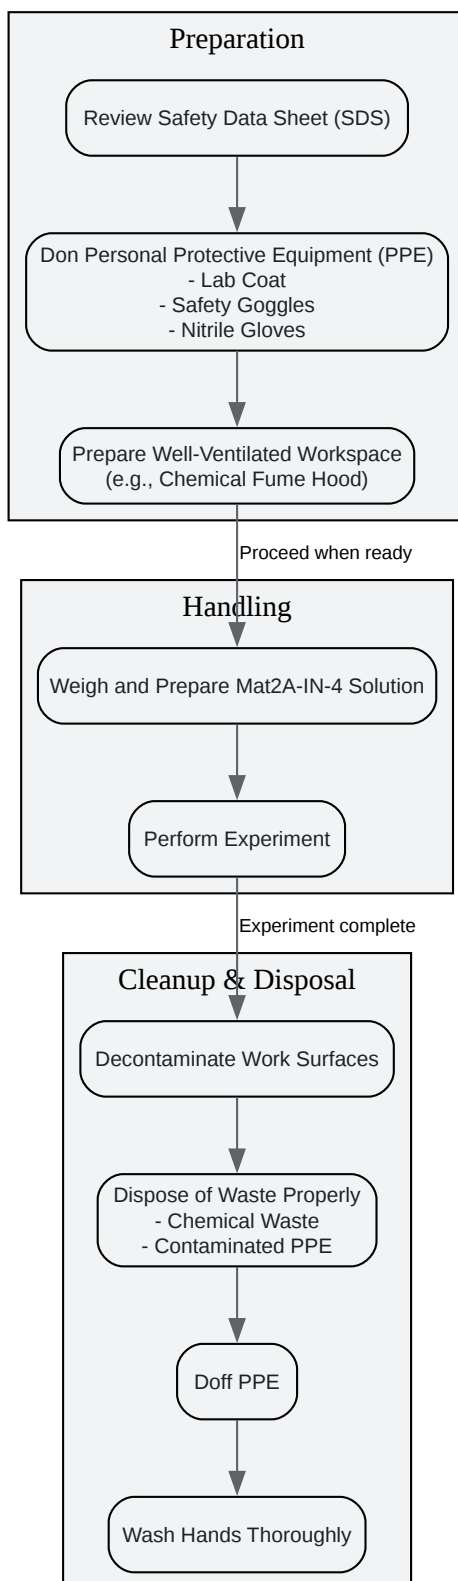 Preparation
Review Safety Data Sheet (SDS)
Don Personal Protective Equipment (PPE)
- Lab Coat
- Safety Goggles
- Nitrile Gloves
Prepare Well-Ventilated Workspace
(e.g., Chemical Fume Hood)
Proceed when ready
Handling
Weigh and Prepare Mat2A-IN-4 Solution
Perform Experiment
Experiment complete
Cleanup & Disposal
Decontaminate Work Surfaces
Dispose of Waste Properly
- Chemical Waste
- Contaminated PPE
Doff PPE
Wash Hands Thoroughly